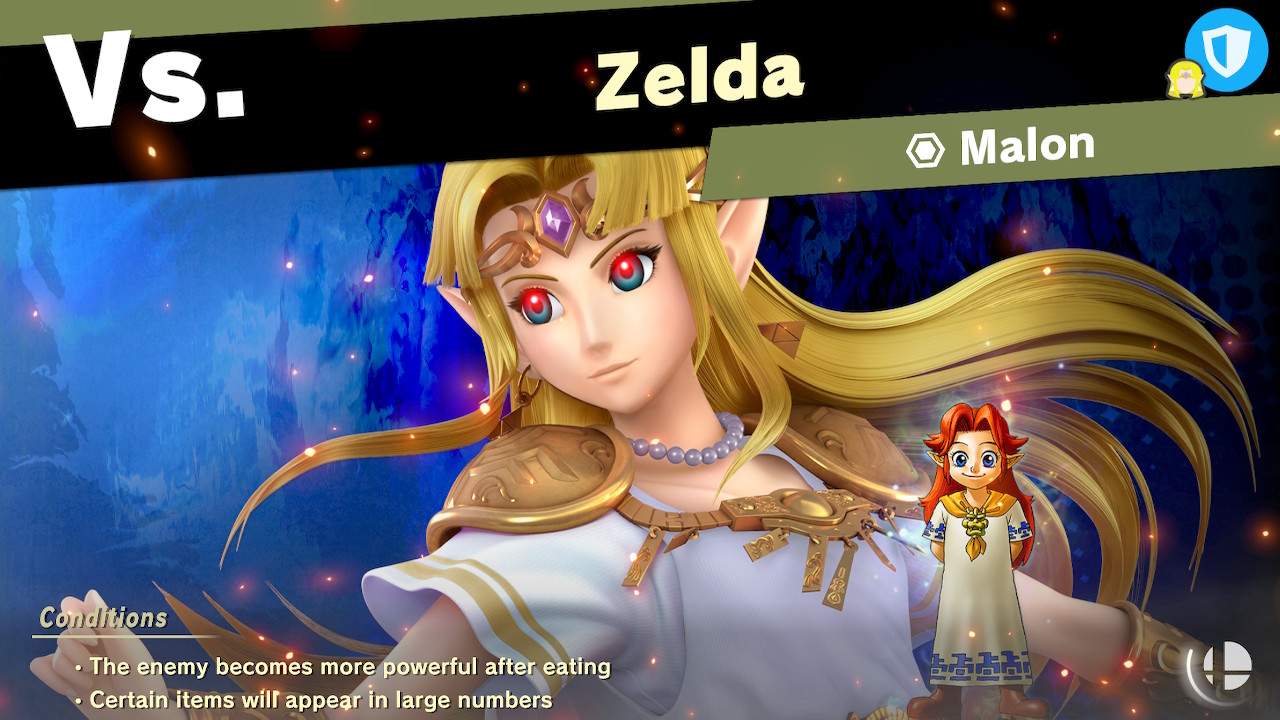 Vs.
Zelda
Malon
Conditions
• The enemy becomes more powerful after eating
• Certain items will appear in large numbers